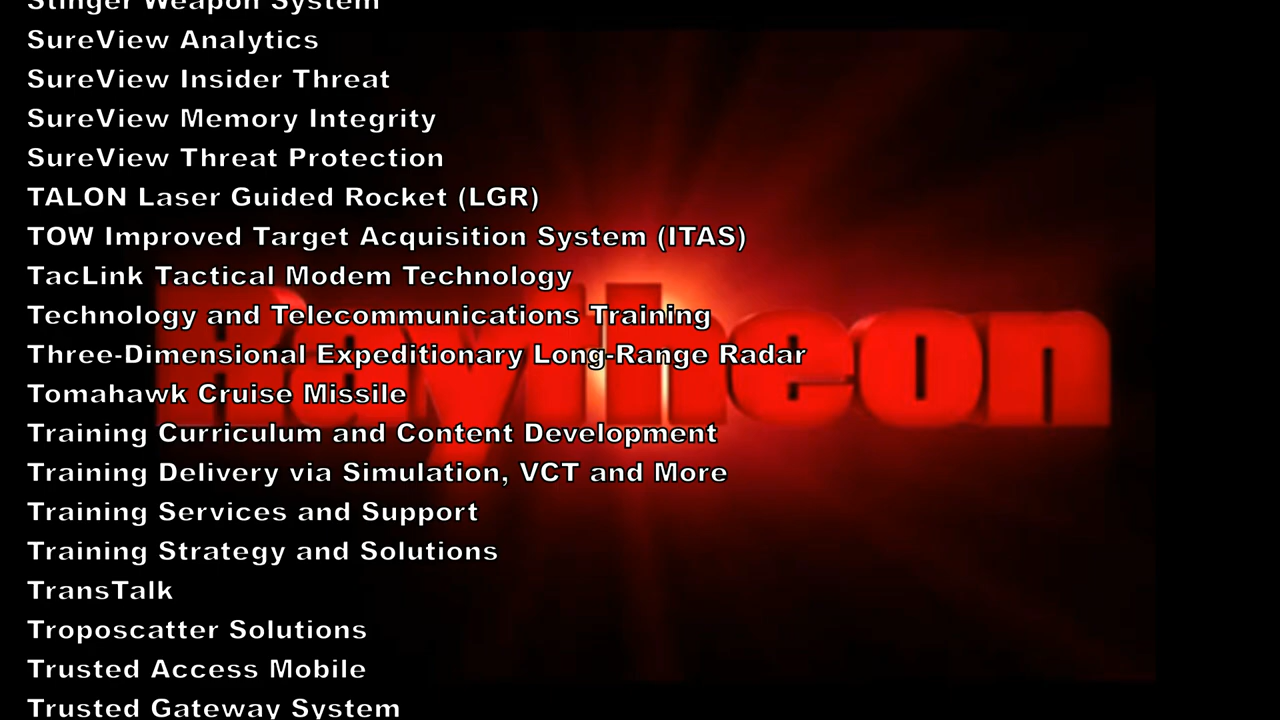 Stinger Weapon System
SureView Analytics
SureView Insider Threat
SureView Memory Integrity
SureView Threat Protection
TALON Laser Guided Rocket (LGR)
TOW Improved Target Acquisition System (ITAS)
TacLink Tactical Modem Technology
Technology and Telecommunications Training
Three-Dimensional Expeditionary Long-Range Radar
Tomahawk Cruise Missile
Training Curriculum and Content Development
Training Delivery via Simulation, VCT and More
Training Services and Support
Training Strategy and Solutions
TransTalk
Troposcatter Solutions
Trusted Access Mobile
Trusted Gateway System
Raytheon